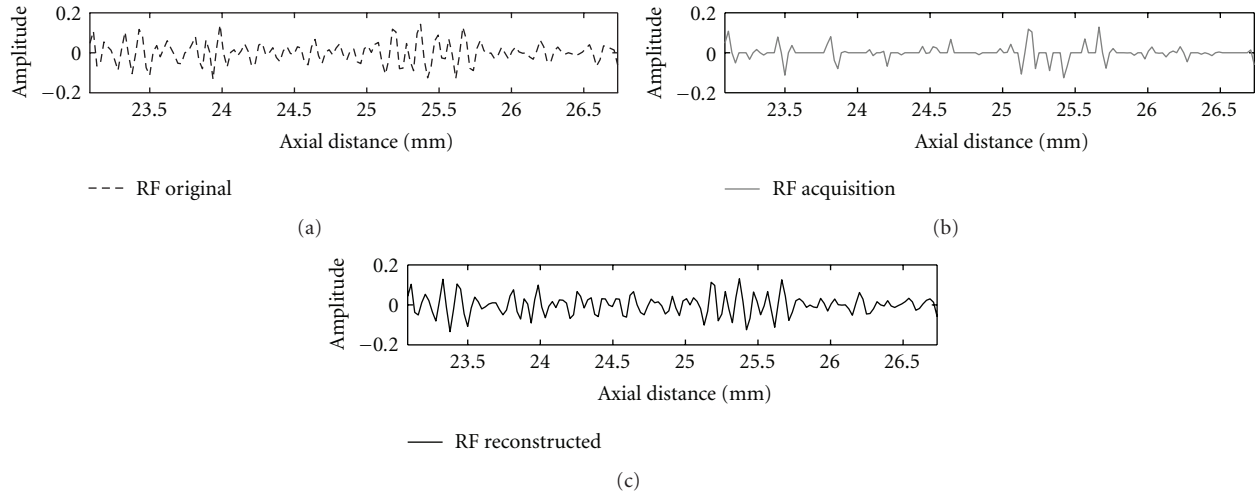 0.2
0
−0.2
Amplitude
23.5 24 24.5 25 25.5 26 26.5
Axial distance (mm)
RF original
(a)
0.2
0
−0.2
Amplitude
23.5 24 24.5 25 25.5 26 26.5
Axial distance (mm)
RF acquisition
(b)
0.2
0
−0.2
Amplitude
23.5 24 24.5 25 25.5 26 26.5
Axial distance (mm)
RF reconstructed
(c)